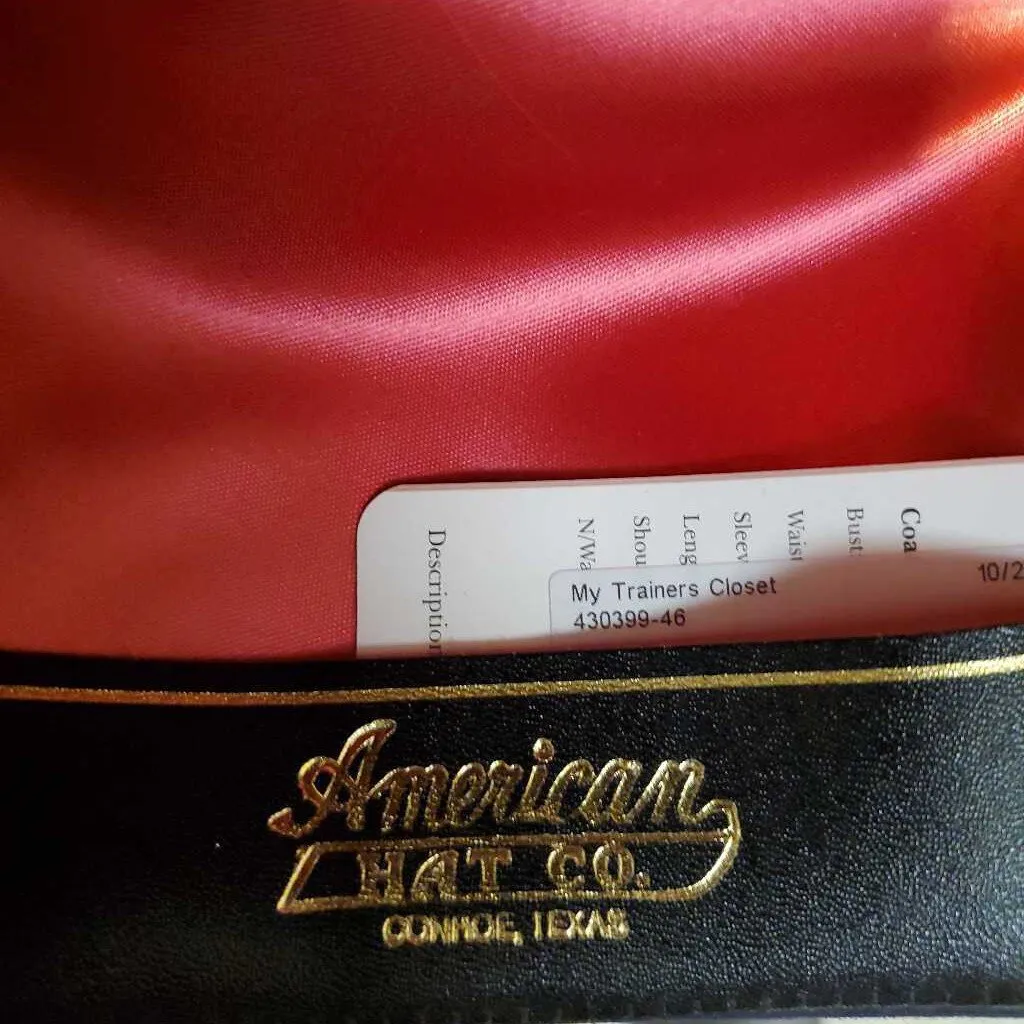 Coa
Bust
Waist
Sleev
Leng
Shou
N/Wa
Description
My Trainers Closet
10/2
430399-46
American
HAT CO.
CONROE, TEXAS